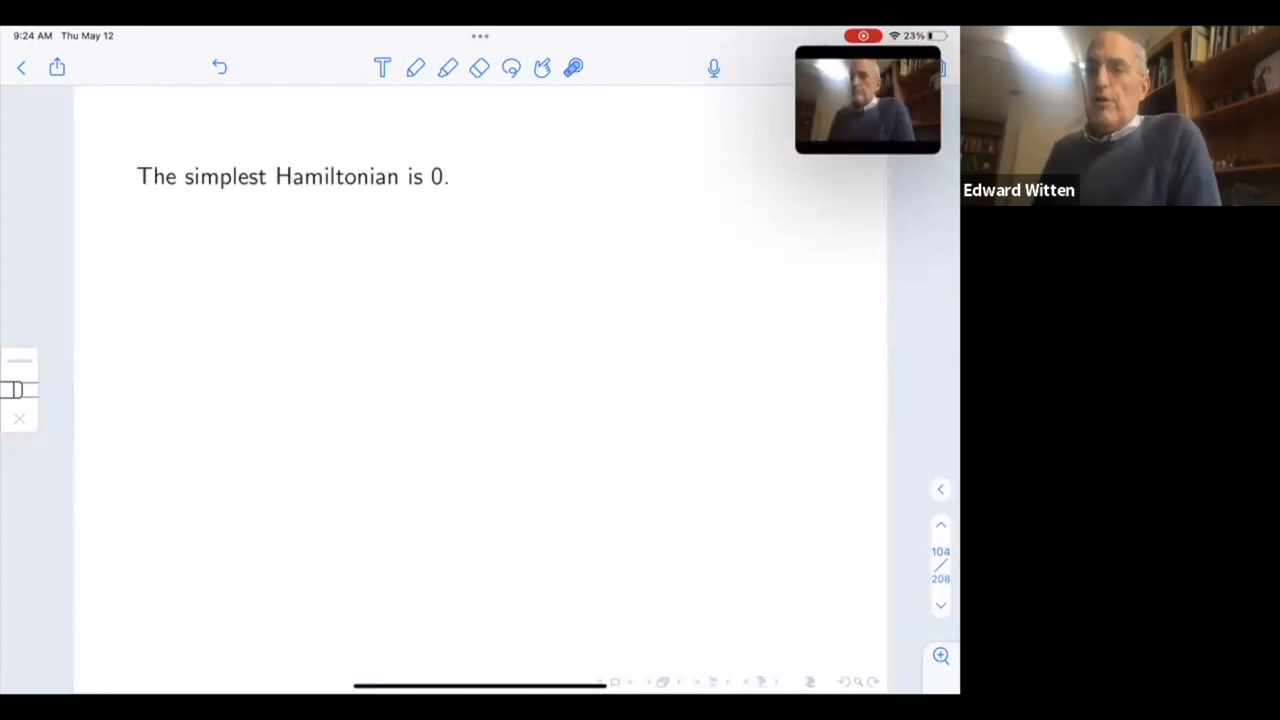 9:24 AM Thu May 12
23%
T
The simplest Hamiltonian is 0.
Edward Witten
104
208